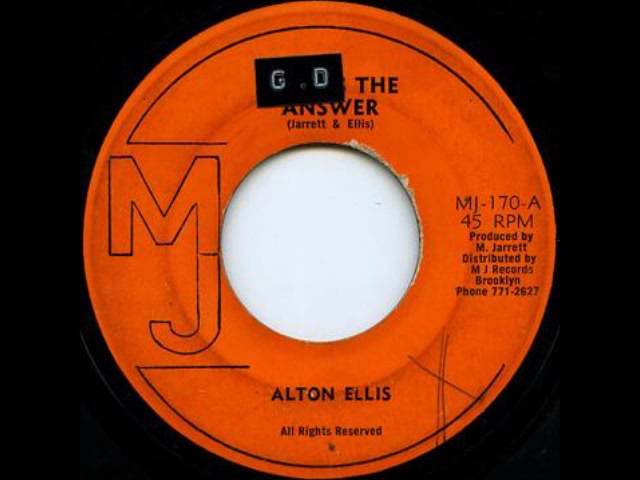 G.D THE
ANSWER
(Jarrett & Ellis)
MJ
MJ-170-A
45 RPM
Produced by
M. Jarrett
Distributed by
M J Records
Brooklyn
Phone 771-2627
ALTON ELLIS
All Rights Reserved